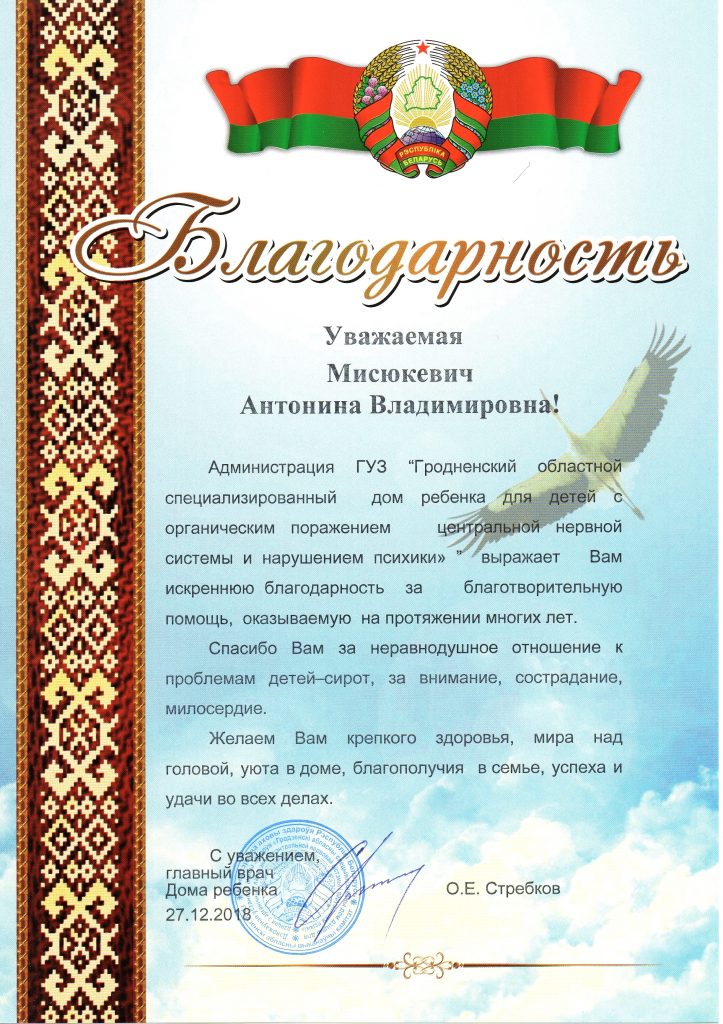 РЭСПУБЛІКА
БЕЛАРУСЬ
Благодарность
Уважаемая
Мисюкевич
Антонина Владимировна!
Администрация ГУЗ “Гродненский областной
специализированный дом ребенка для детей с
органическим поражением центральной нервной
системы и нарушением психики» ” выражает Вам
искреннюю благодарность за благотворительную
помощь, оказываемую на протяжении многих лет.
Спасибо Вам за неравнодушное отношение к
проблемам детей–сирот, за внимание, сострадание,
милосердие.
Желаем Вам крепкого здоровья, мира над
головой, уюта в доме, благополучия в семье, успеха и
удачи во всех делах.
С уважением,
главный врач
Дома ребенка
О.Е. Стребков
27.12.2018
аховы здароўя Рэспублікі